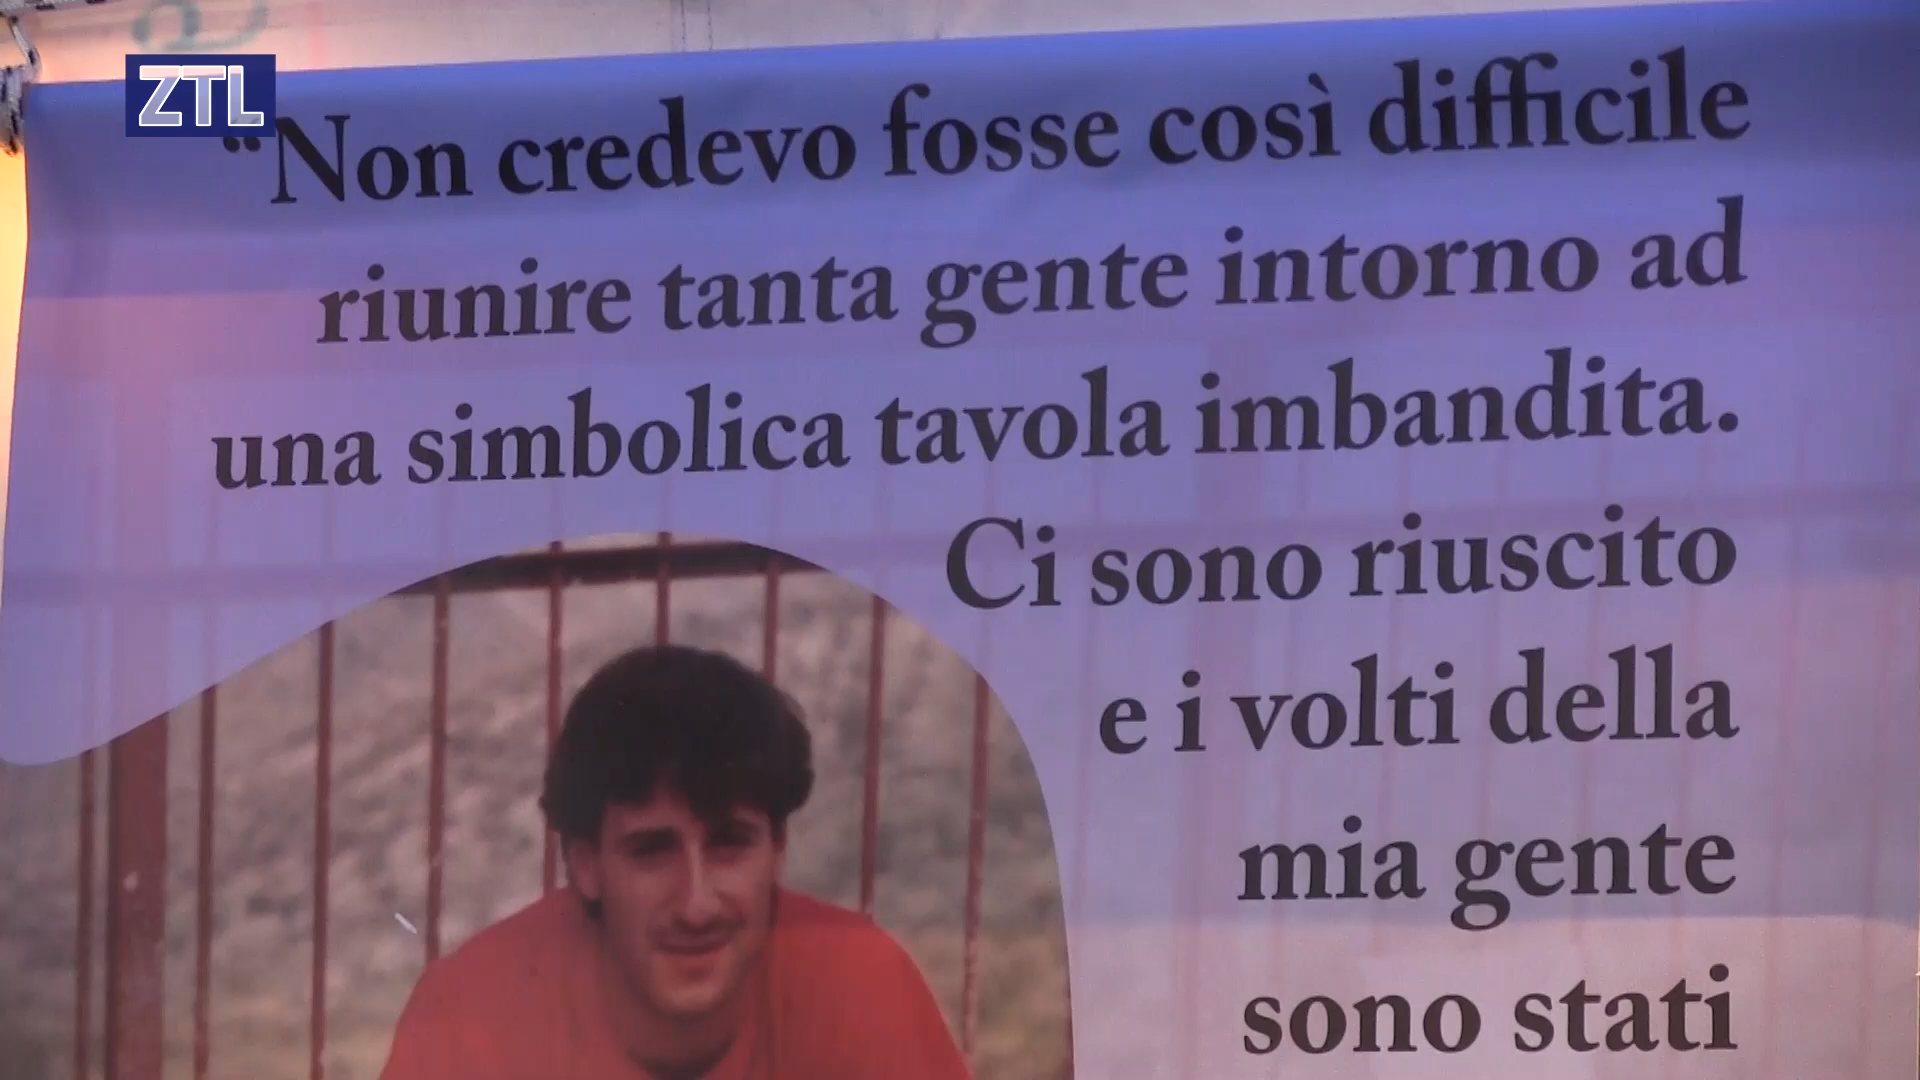 ZTL
“Non credevo fosse così difficile
riunire tanta gente intorno ad
una simbolica tavola imbandita.
Ci sono riuscito
e i volti della
mia gente
sono stati